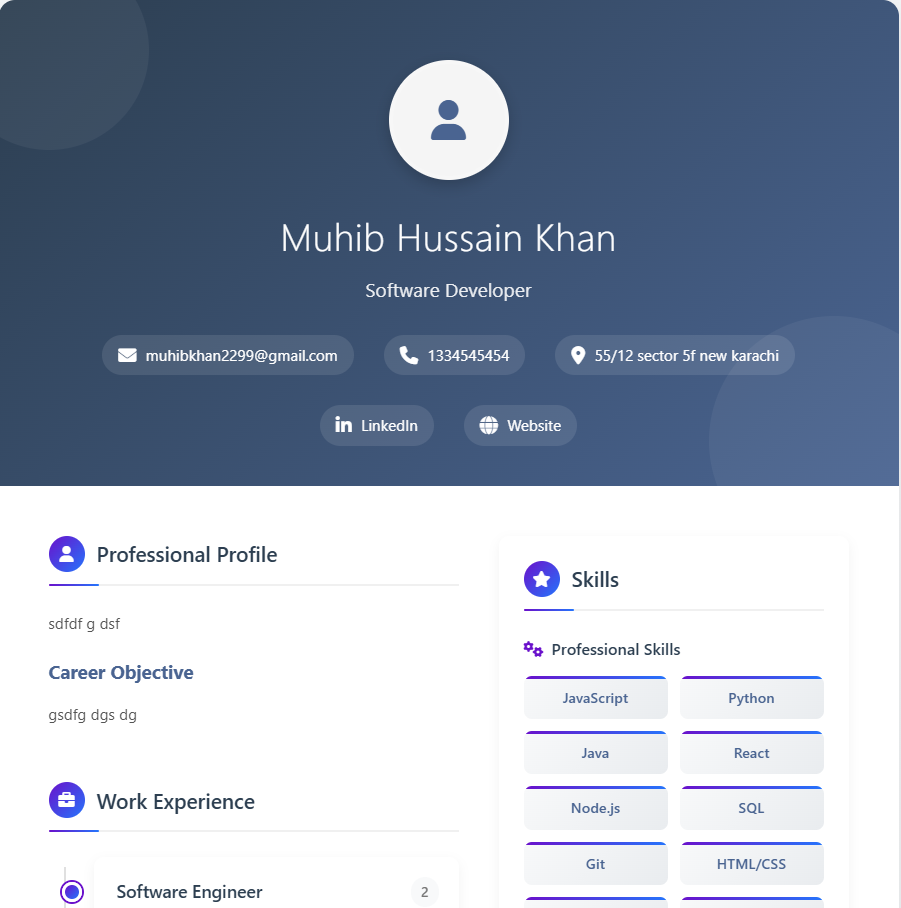 Muhib Hussain Khan
Software Developer
muhibkhan2299@gmail.com 1334545454 55/12 sector 5f new karachi
LinkedIn Website
Professional Profile
sdfdf g dsf
Career Objective
gsdfg dgs dg
Work Experience
Software Engineer 2
Skills
Professional Skills
JavaScript Python
Java React
Node.js SQL
Git HTML/CSS